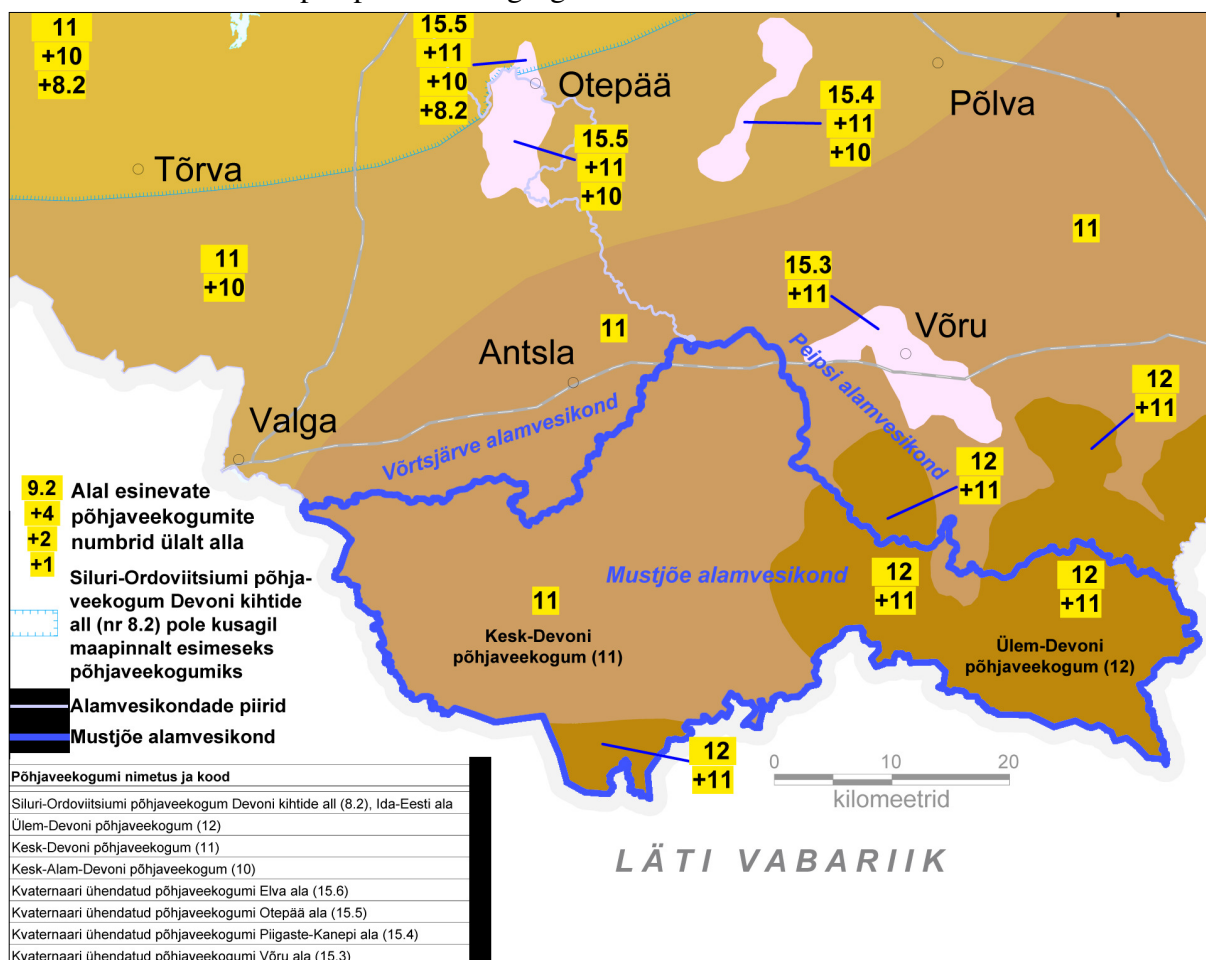 11
+10
+8.2
15.5
+11
+10
+8.2
Otepää
15.4
+11
+10
Põlva
15.5
+11
+10
Tõrva
11
+10
11
15.3
+11
Võru
11
Antsla
Peipsi alamvesikond
12
+11
Valga
Võrtsjärve alamvesikond
12
+11
9.2
+4
+2
+1
Alal esinevate
põhjaveekogumite
numbrid ülalt alla
Siluri-Ordoviitsiumi põhja-
veekogum Devoni kihtide
all (nr 8.2) pole kusagil
maapinnalt esimeseks
põhjaveekogumiks
Mustjõe alamvesikond
12
+11
12
+11
11
Kesk-Devoni
põhjaveekogum (11)
Ülem-Devoni
põhjaveekogum (12)
Alamvesikondade piirid
Mustjõe alamvesikond
12
+11
0 10 20
kilomeetrid
Põhjaveekogumi nimetus ja kood
Siluri-Ordoviitsiumi põhjaveekogum Devoni kihtide all (8.2), Ida-Eesti ala
Ülem-Devoni põhjaveekogum (12)
Kesk-Devoni põhjaveekogum (11)
Kesk-Alam-Devoni põhjaveekogum (10)
Kvaternaari ühendatud põhjaveekogumi Elva ala (15.6)
Kvaternaari ühendatud põhjaveekogumi Otepää ala (15.5)
Kvaternaari ühendatud põhjaveekogumi Piigaste-Kanepi ala (15.4)
Kvaternaari ühendatud põhjaveekogumi Võru ala (15.3)
LÄTI VABARIIK